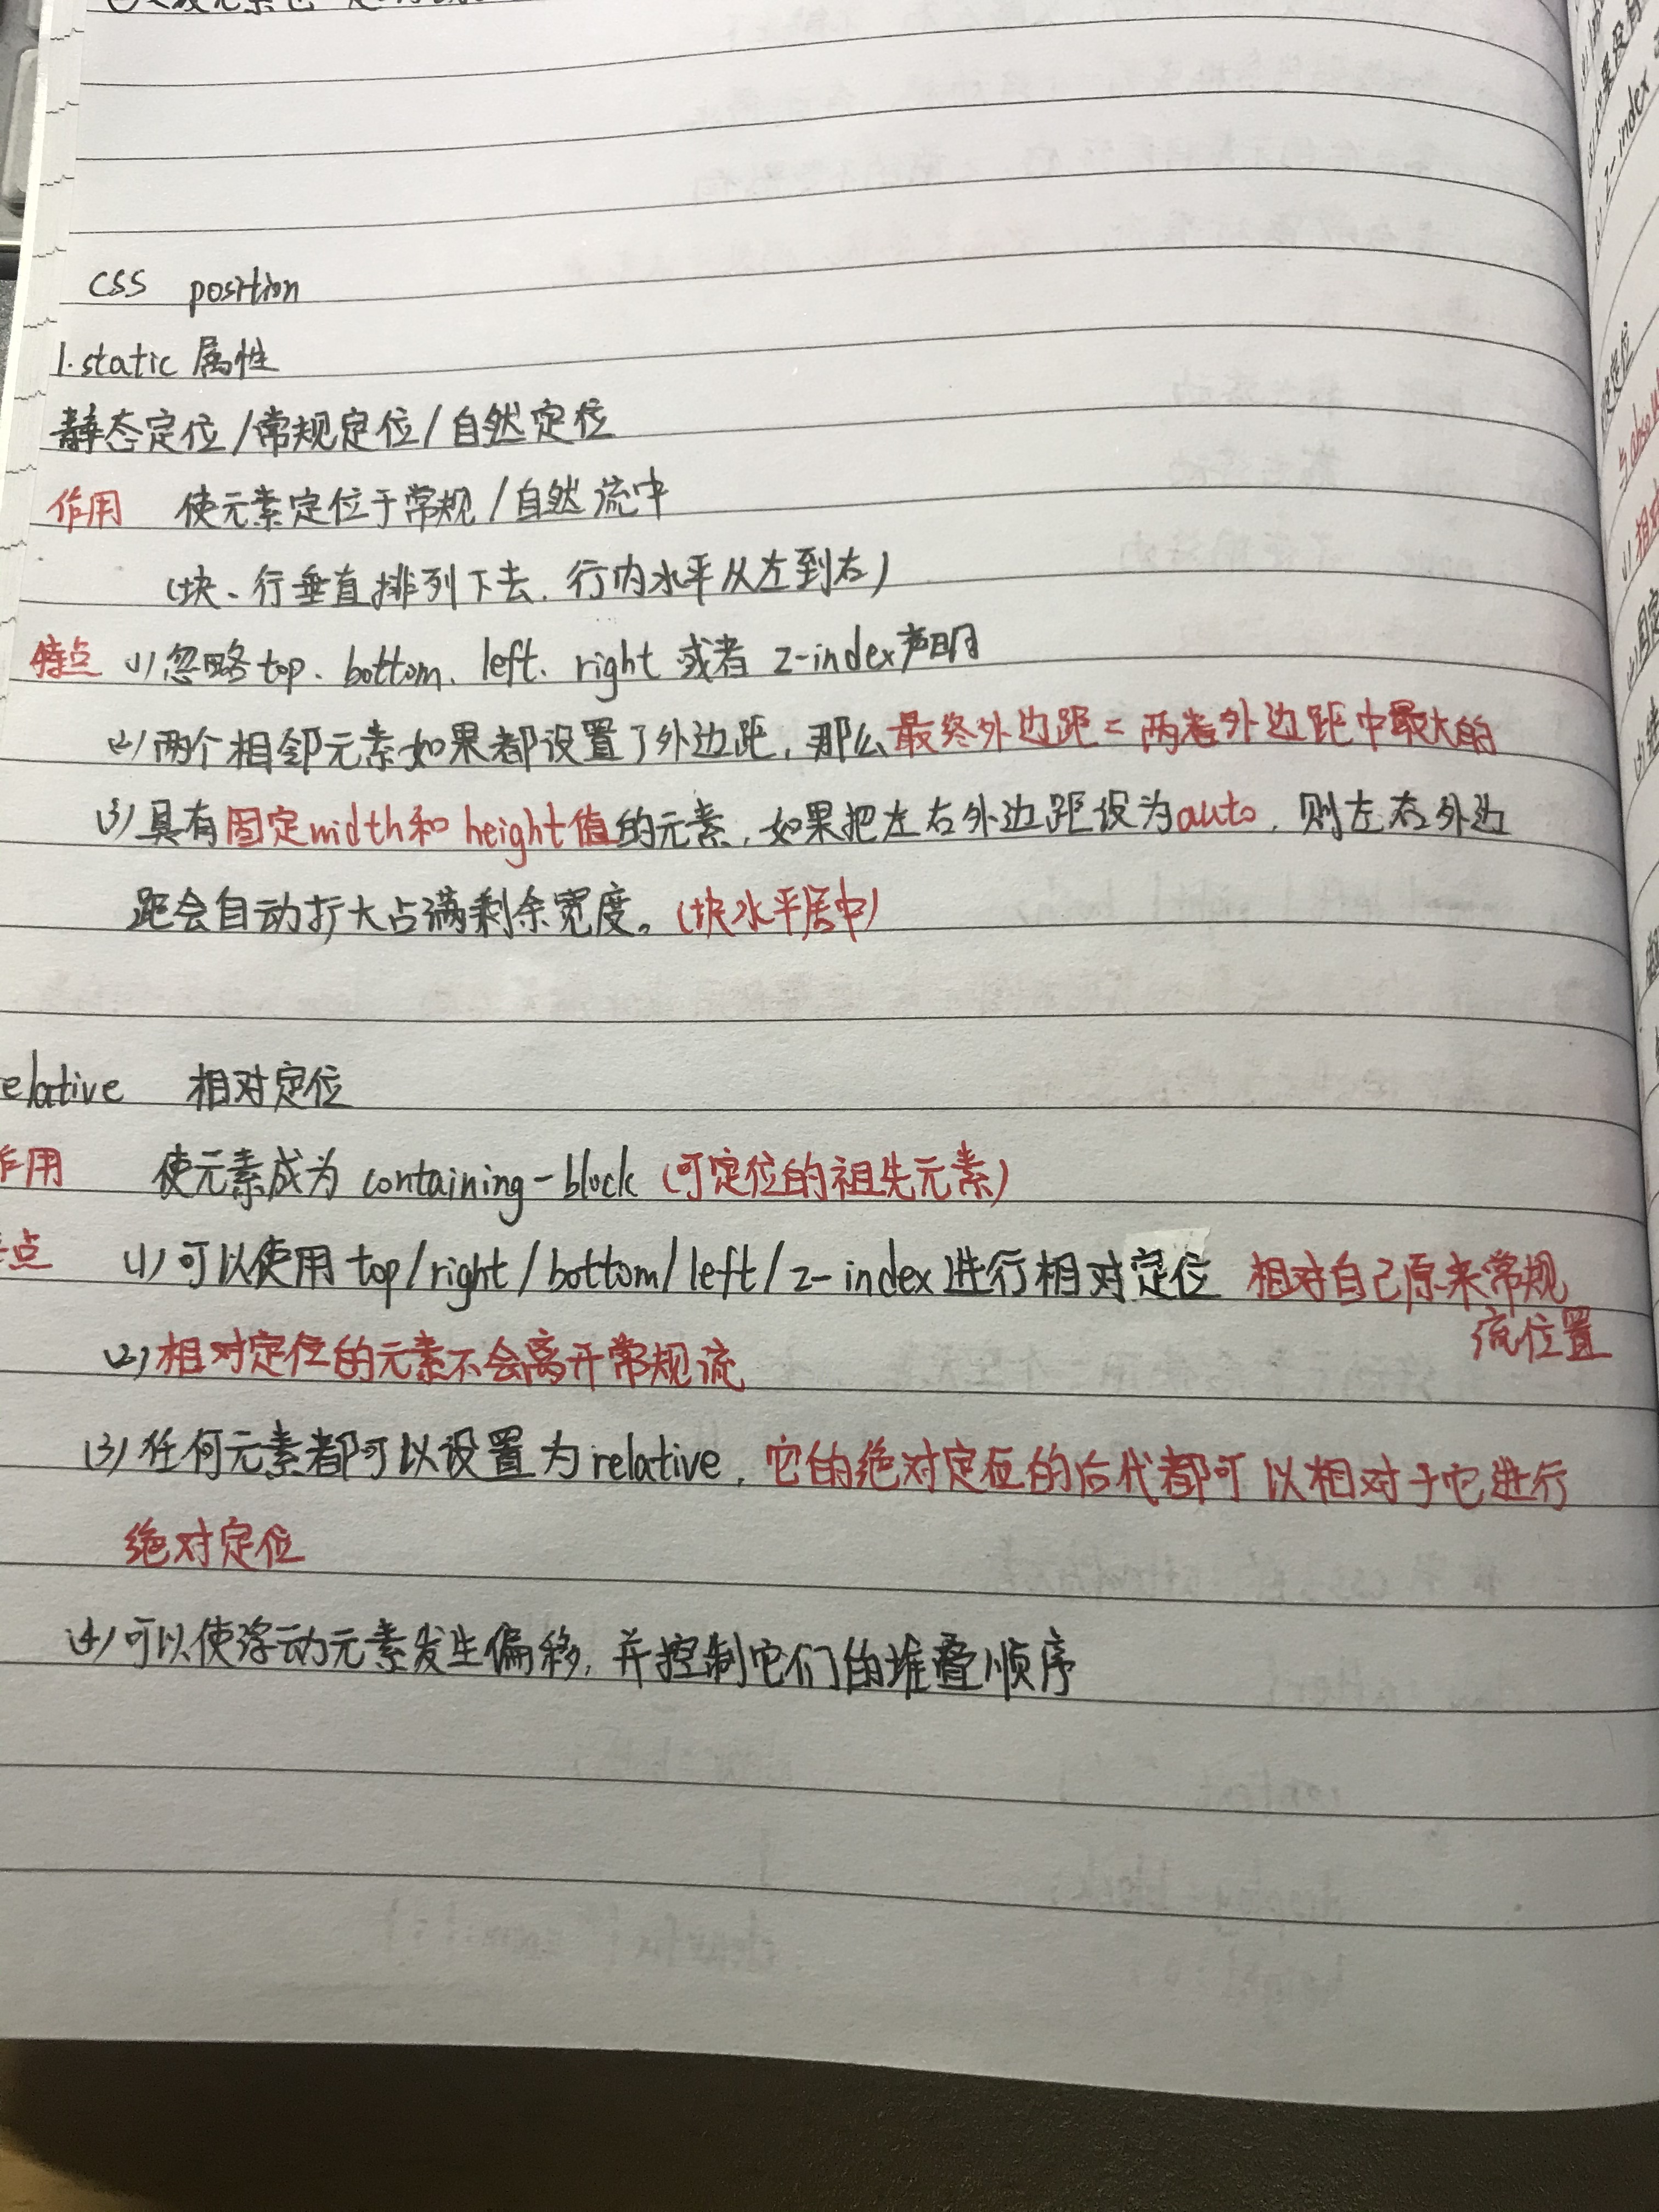 css position
1.static 属性
静态定位/常规定位/自然定位
作用 使元素定位于常规/自然流中
(块、行垂直排列下去,行内水平从左到右)
特点 (1)忽略top、bottom、left、right 或者 z-index声明
(2)两个相邻元素如果都设置了外边距,那么最终外边距=两者外边距中最大的
(3)具有固定width和height值的元素,如果把左右外边距设为auto,则左右外边
距会自动扩大占满剩余宽度。(块水平居中)
elative 相对定位
作用 使元素成为 containing-block (可定位的祖先元素)
点 (1)可以使用 top/right/bottom/left/z-index进行相对定位 相对自己原来常规
流位置
(2)相对定位的元素不会离开常规流
(3)任何元素都可以设置为relative,它的绝对定位的后代都可以相对于它进行
绝对定位
(4)可以使浮动元素发生偏移,并控制它们的堆叠顺序
z-index